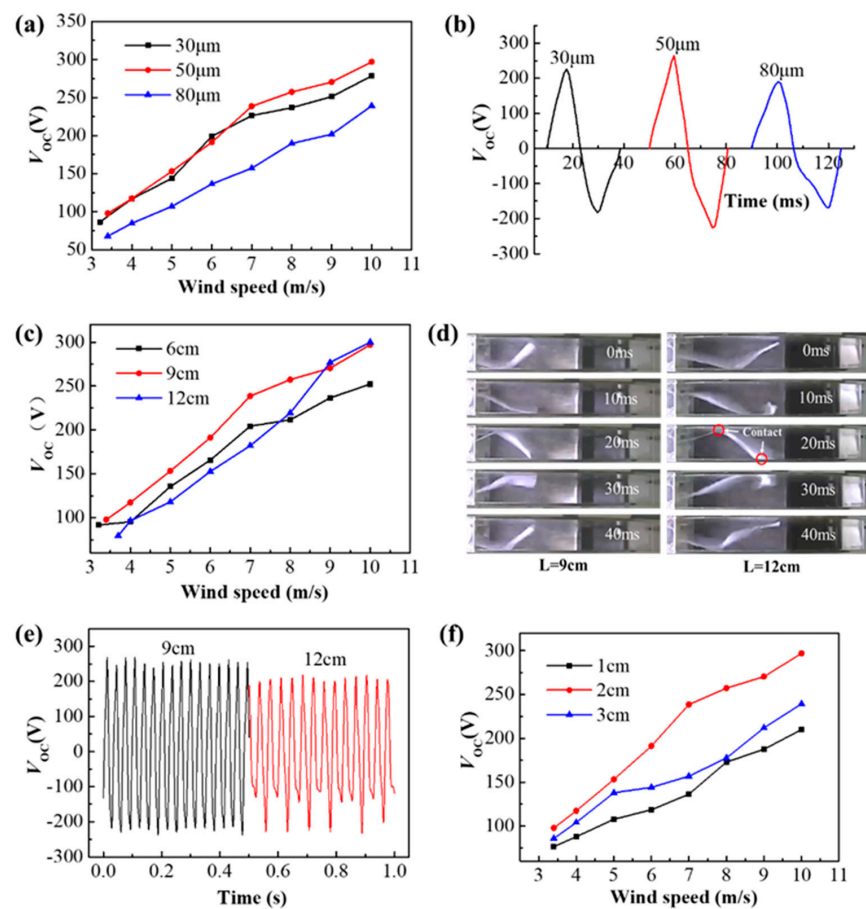 (a)
350
300
250
200
150
100
50
V_OC(V)
30μm
50μm
80μm
3 4 5 6 7 8 9 10 11
Wind speed (m/s)
(b)
300
200
100
0
-100
-200
-300
V_OC(V)
30μm
50μm
80μm
20 40 60 80 100 120
Time (ms)
(c)
300
250
200
150
100
V_OC (V)
6cm
9cm
12cm
3 4 5 6 7 8 9 10 11
Wind speed (m/s)
(d)
0ms 0ms
10ms 10ms
20ms Contact 20ms
30ms 30ms
40ms 40ms
L=9cm L=12cm
(e)
300
200
100
0
-100
-200
-300
V_OC(V)
9cm
12cm
0.0 0.2 0.4 0.6 0.8 1.0
Time (s)
(f)
300
250
200
150
100
V_OC(V)
1cm
2cm
3cm
3 4 5 6 7 8 9 10 11
Wind speed (m/s)